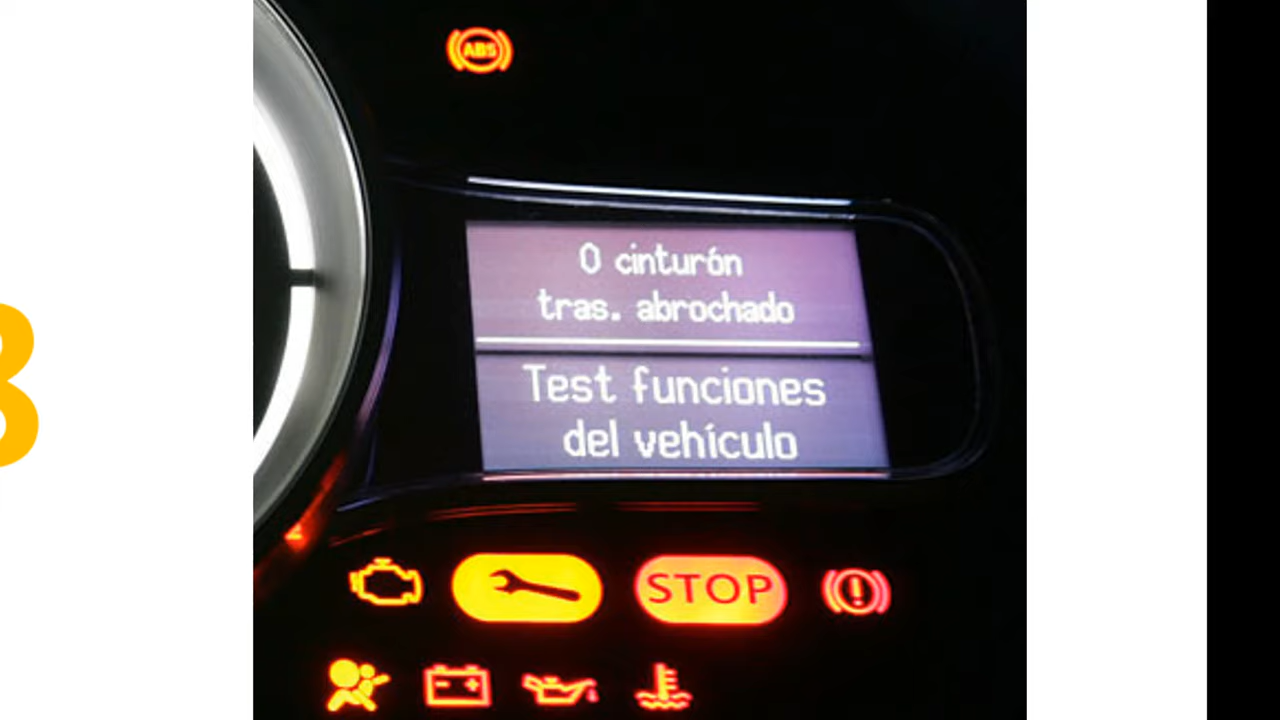 ABS
0 cinturón
tras. abrochado
Test funciones
del vehículo
STOP